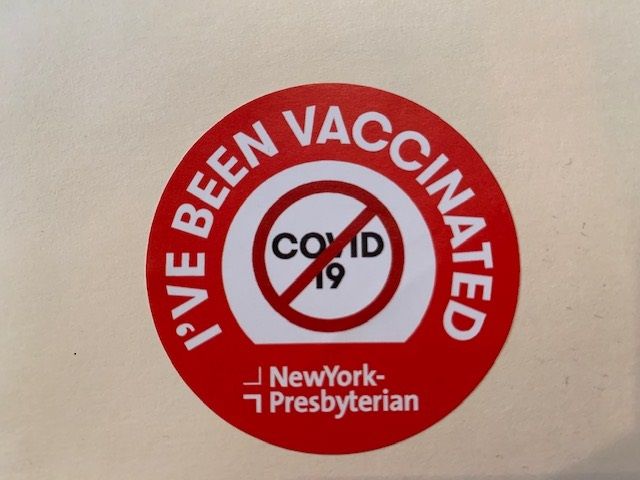 I'VE BEEN VACCINATED
COVID
19
NewYork-
Presbyterian